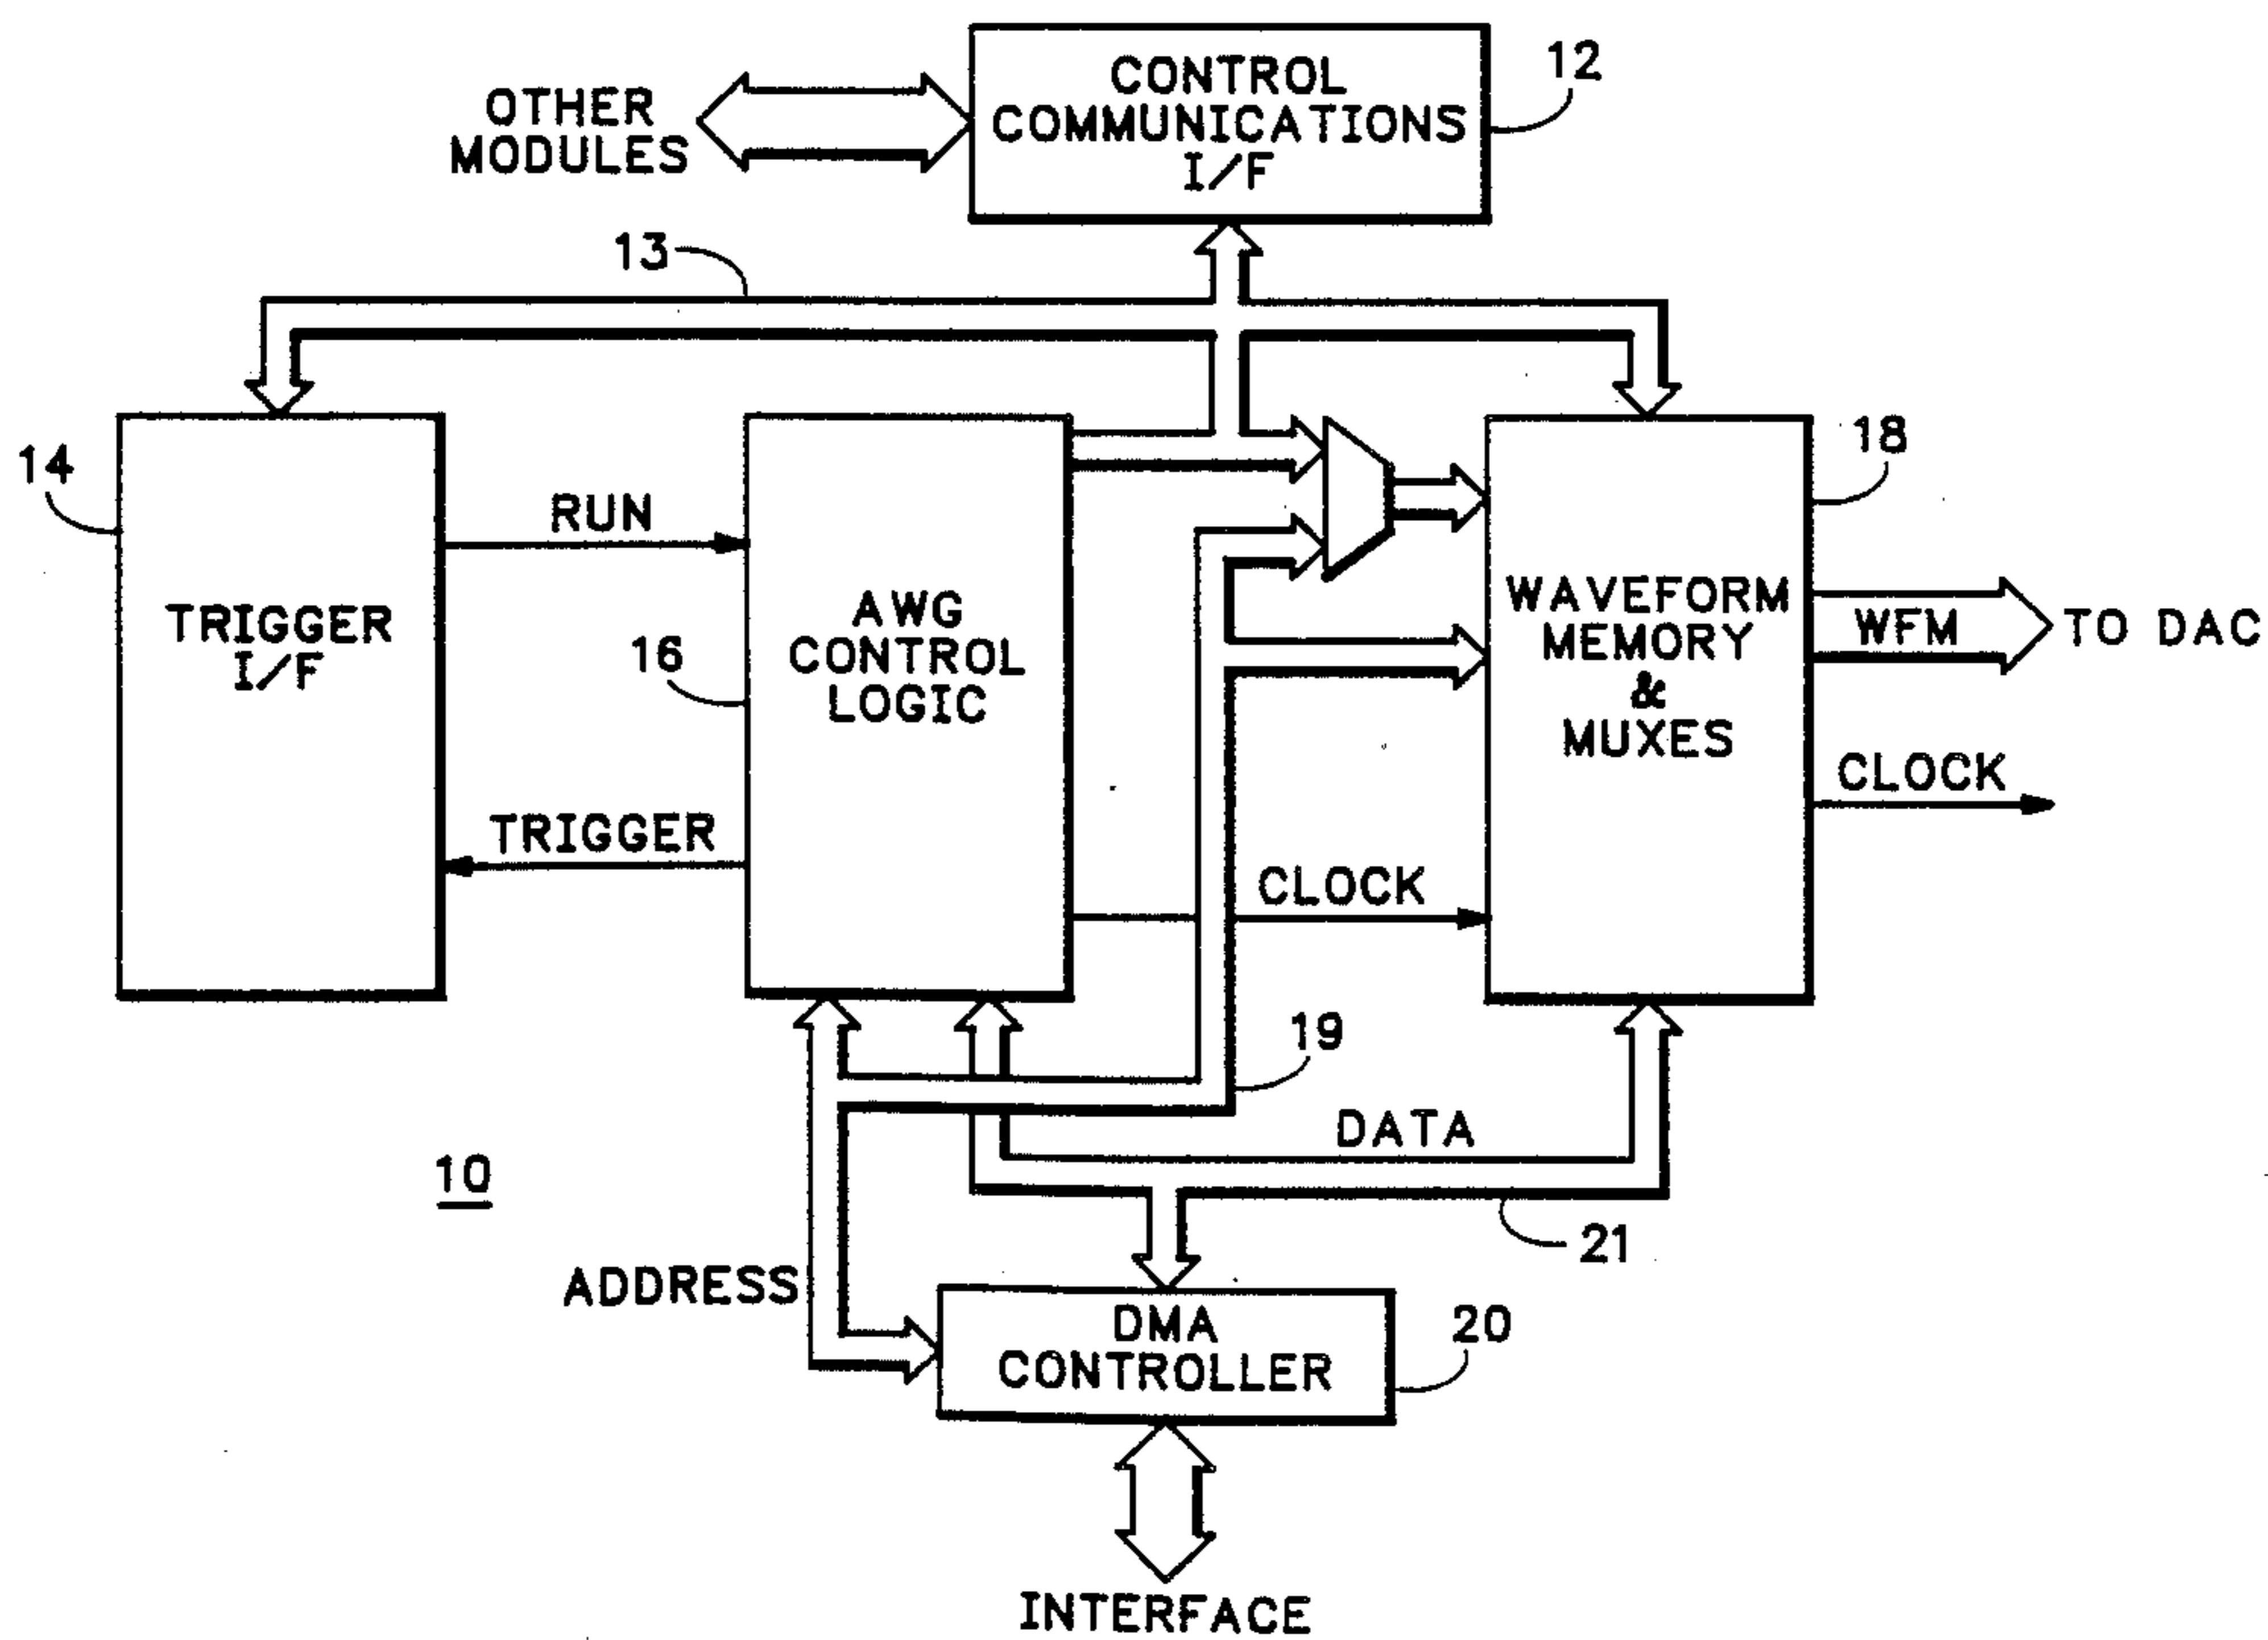 CONTROL
COMMUNICATIONS
I/F
12
OTHER
MODULES
13
14
TRIGGER
I/F
RUN
TRIGGER
16
AWG
CONTROL
LOGIC
18
WAVEFORM
MEMORY
&
MUXES
WFM
TO DAC
CLOCK
CLOCK
19
DATA
10
21
ADDRESS
DMA
CONTROLLER
20
INTERFACE